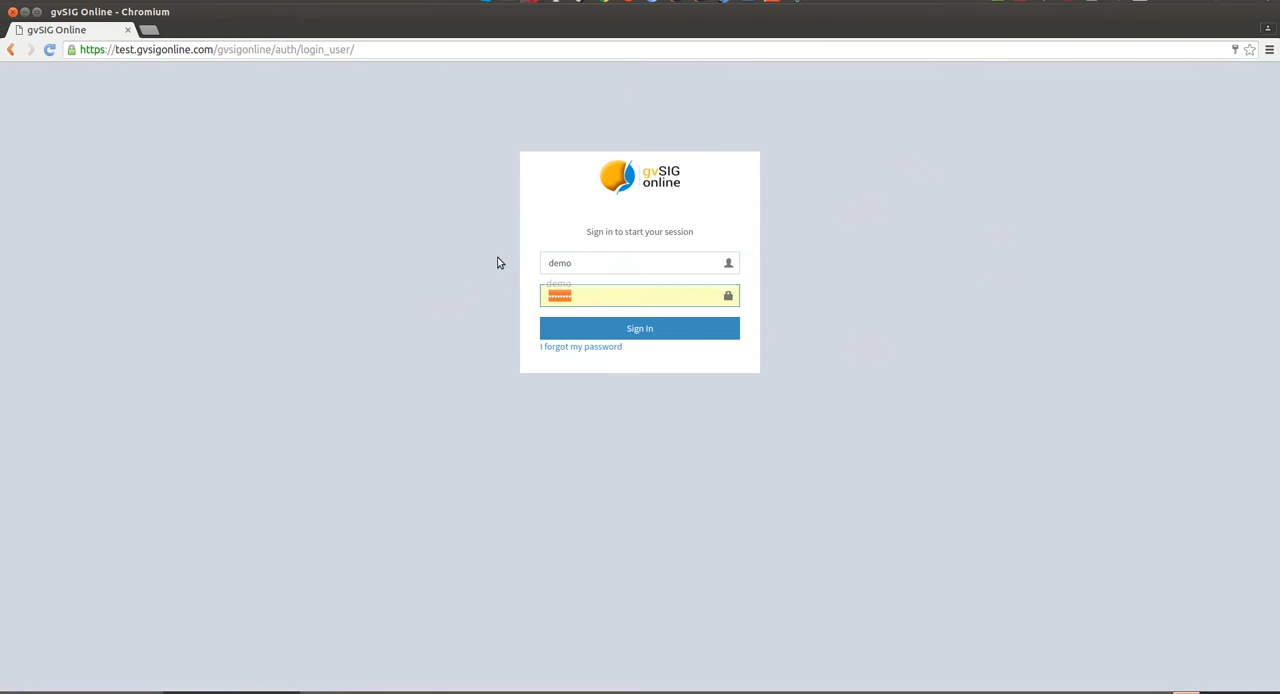 gvSIG Online - Chromium
gvSIG Online
https://test.gvsigonline.com/gvsigonline/auth/login_user/
gvSIG
online
Sign in to start your session
demo
demo
••••••••
Sign In
I forgot my password